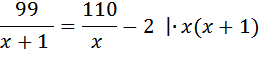 99/(x + 1) = 110/x − 2 |· x(x + 1)